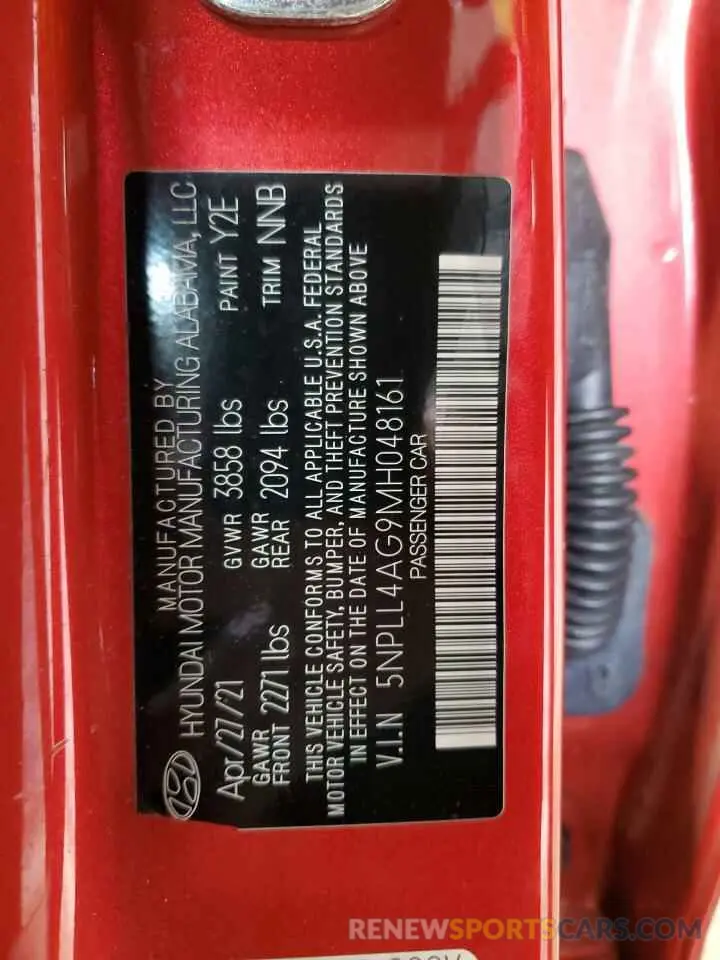 MANUFACTURED BY
HYUNDAI MOTOR MANUFACTURING ALABAMA, LLC
Apr/27/21 GVWR 3858 lbs PAINT Y2E
GAWR FRONT 2271 lbs GAWR REAR 2094 lbs TRIM NNB
THIS VEHICLE CONFORMS TO ALL APPLICABLE U.S.A. FEDERAL
MOTOR VEHICLE SAFETY, BUMPER, AND THEFT PREVENTION STANDARDS
IN EFFECT ON THE DATE OF MANUFACTURE SHOWN ABOVE
V.I.N 5NPLL4AG9MH048161
PASSENGER CAR
RENEWSPORTSCARS.COM